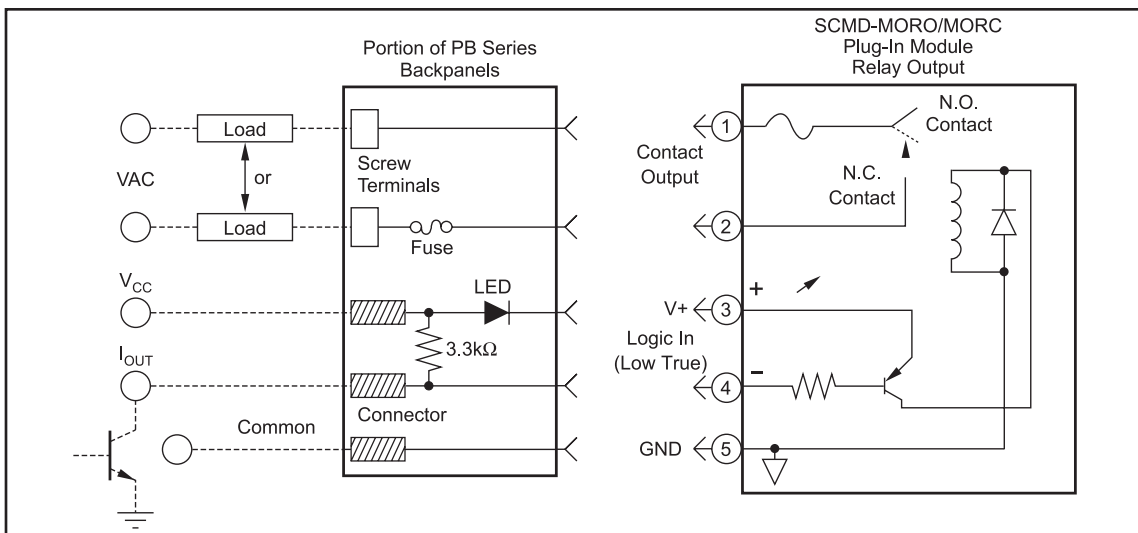 SCMD-MORO/MORC
Plug-In Module
Relay Output
Portion of PB Series
Backpanels
Load
VAC
or
Load
Screw
Terminals
Fuse
VCC
LED
3.3kΩ
IOUT
Connector
Common
1
Contact
Output
2
N.O.
Contact
N.C.
Contact
+
V+
3
Logic In
(Low True)
−
4
GND
5